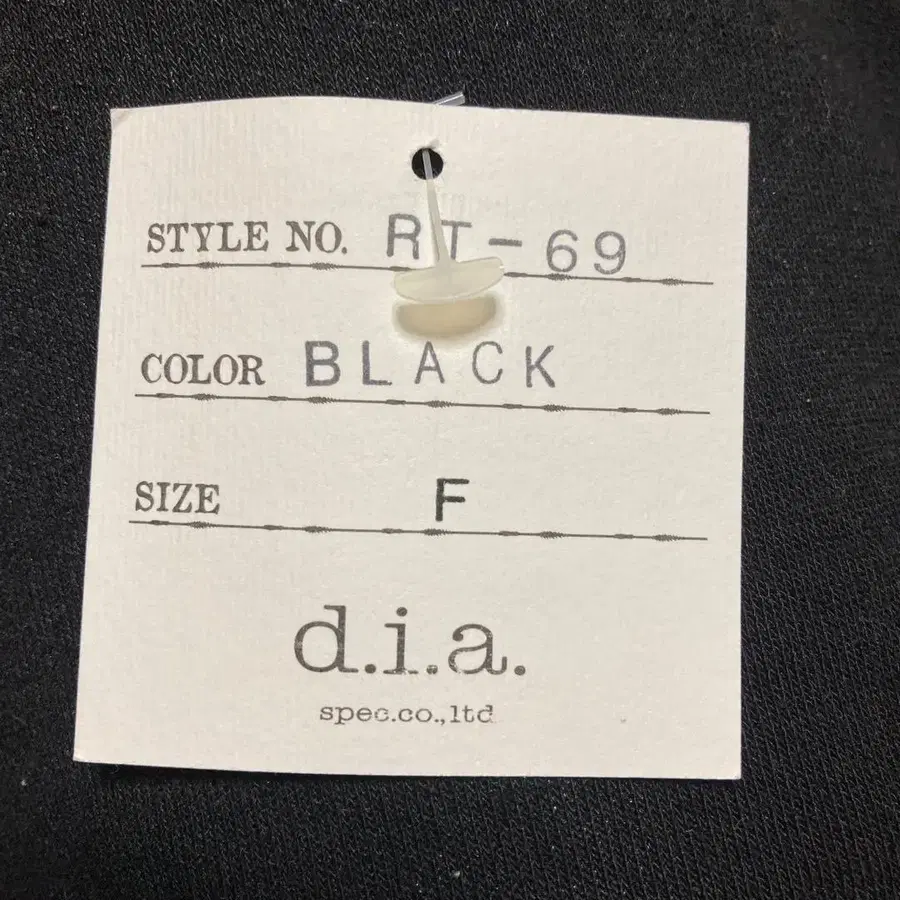 STYLE NO. RT-69
COLOR BLACK
SIZE F
d.i.a.
spec.co.,ltd